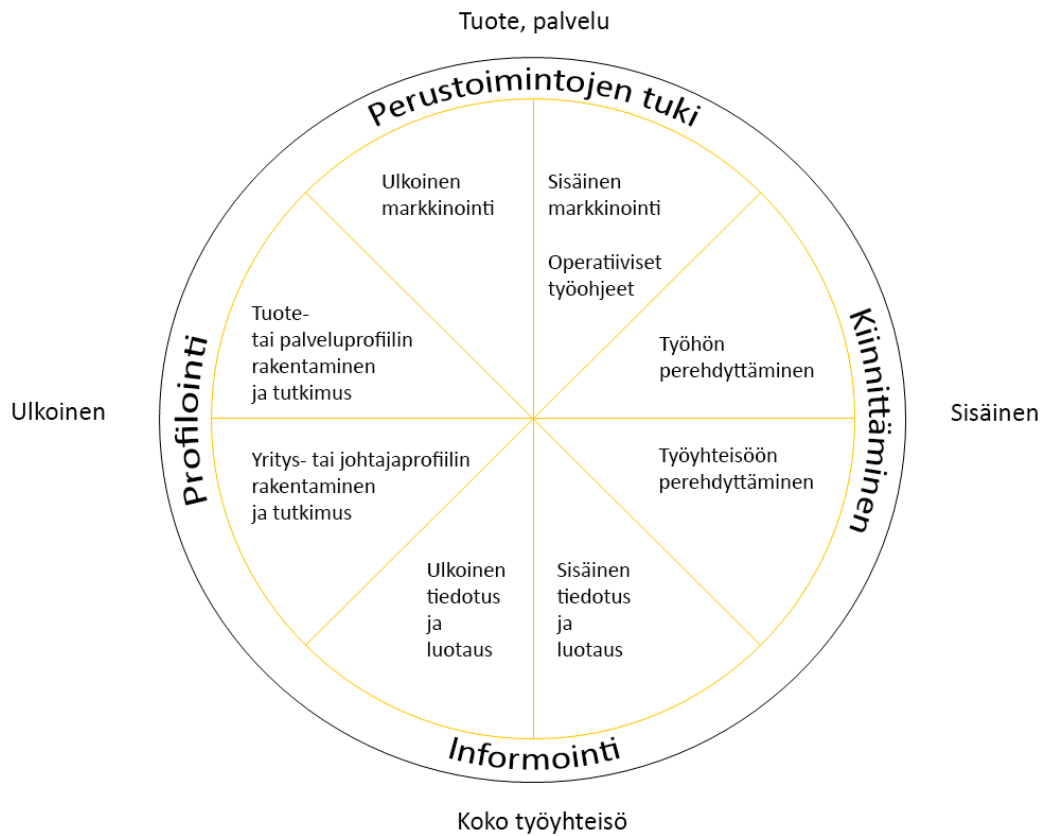 Tuote, palvelu
Perustoimintojen tuki
Ulkoinen
markkinointi
Sisäinen
markkinointi
Operatiiviset
työohjeet
Tuote-
tai palveluprofiilin
rakentaminen
ja tutkimus
Työhön
perehdyttäminen
Profilointi
Kiinnittäminen
Ulkoinen
Sisäinen
Yritys- tai johtajaprofiilin
rakentaminen
ja tutkimus
Työyhteisöön
perehdyttäminen
Ulkoinen
tiedotus
ja
luotaus
Sisäinen
tiedotus
ja
luotaus
Informointi
Koko työyhteisö